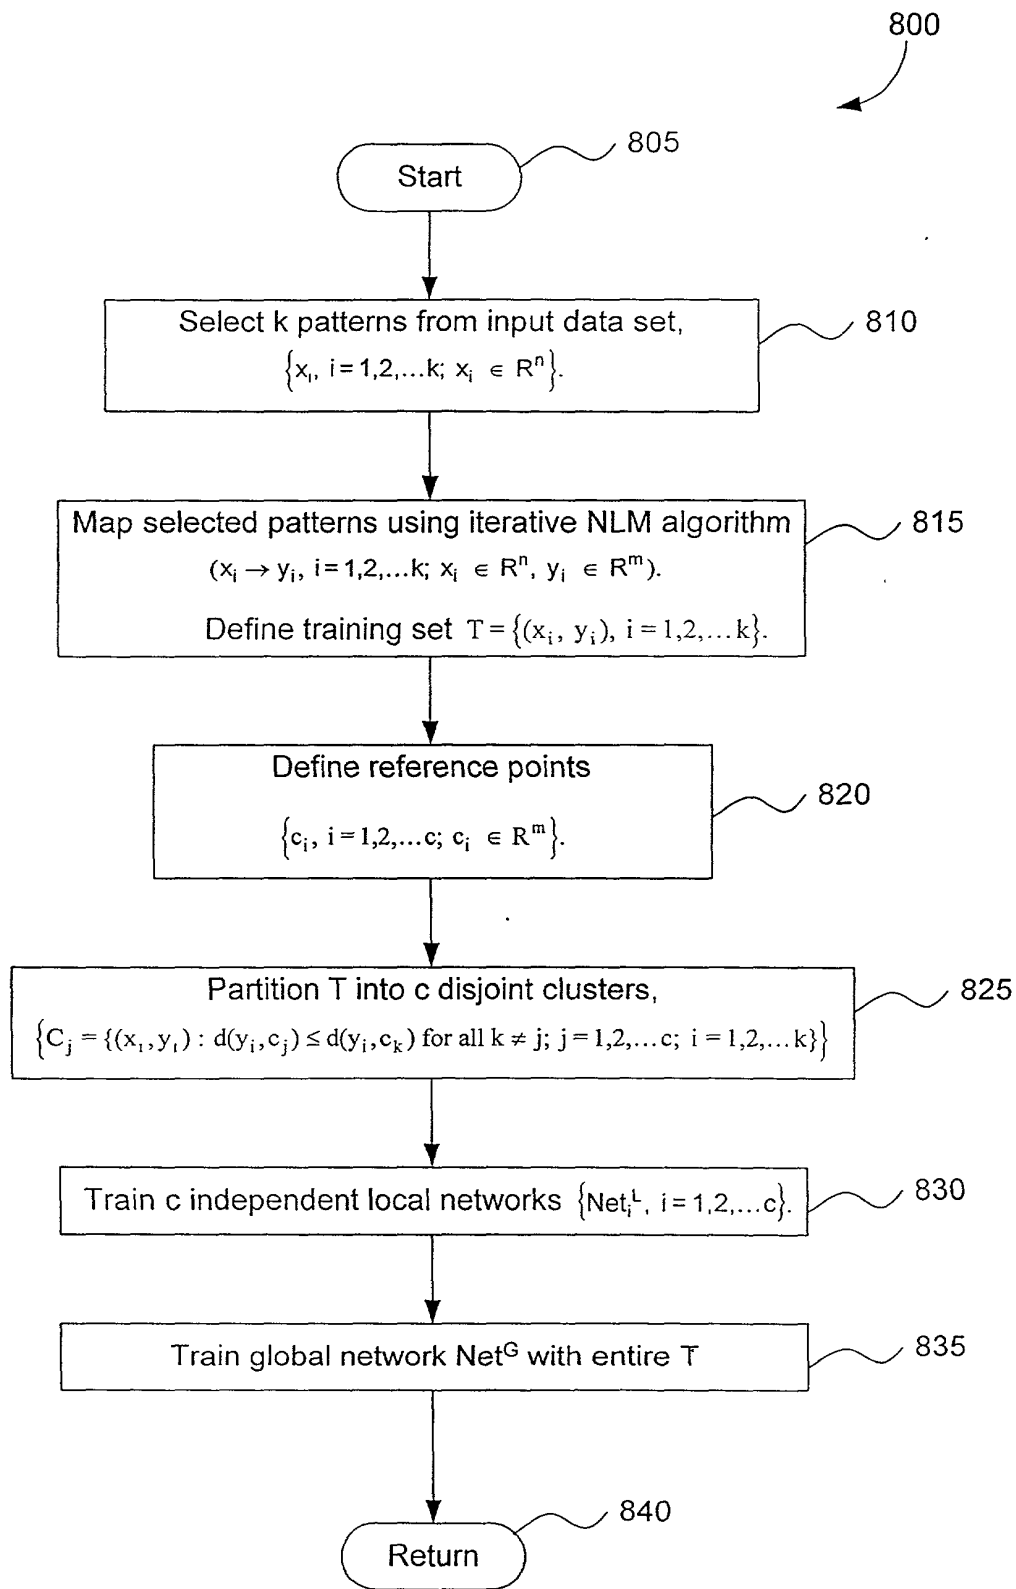 800
Start
805
Select k patterns from input data set,
{xᵢ, i = 1,2,...k; xᵢ ∈ Rⁿ}.
810
Map selected patterns using iterative NLM algorithm
(xᵢ → yᵢ, i = 1,2,...k; xᵢ ∈ Rⁿ, yᵢ ∈ Rᵐ).
Define training set T = {(xᵢ, yᵢ), i = 1,2,...k}.
815
Define reference points
{cᵢ, i = 1,2,...c; cᵢ ∈ Rᵐ}.
820
Partition T into c disjoint clusters,
{Cⱼ = {(xᵢ,yᵢ) : d(yᵢ,cⱼ) ≤ d(yᵢ,cₖ) for all k ≠ j; j = 1,2,...c; i = 1,2,...k}}
825
Train c independent local networks {Netᵢᴸ, i = 1,2,...c}.
830
Train global network Netᴳ with entire T
835
Return
840